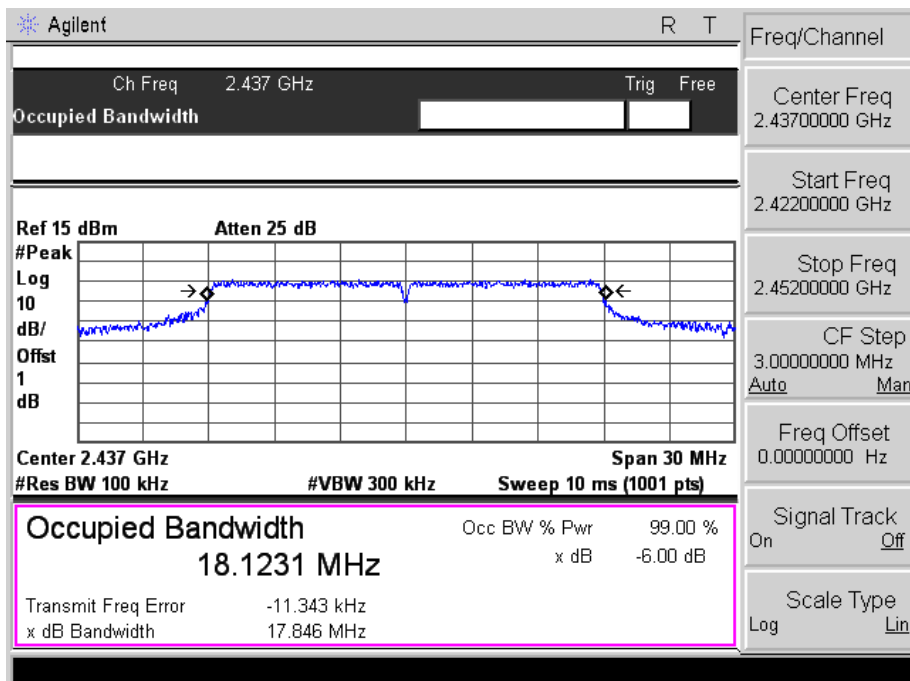 Agilent R T
Ch Freq 2.437 GHz Trig Free
Occupied Bandwidth
Ref 15 dBm Atten 25 dB
#Peak
Log
10
dB/
Offst
1
dB
Center 2.437 GHz Span 30 MHz
#Res BW 100 kHz #VBW 300 kHz Sweep 10 ms (1001 pts)
Occupied Bandwidth Occ BW % Pwr 99.00 %
18.1231 MHz x dB -6.00 dB
Transmit Freq Error -11.343 kHz
x dB Bandwidth 17.846 MHz
Freq/Channel
Center Freq
2.43700000 GHz
Start Freq
2.42200000 GHz
Stop Freq
2.45200000 GHz
CF Step
3.00000000 MHz
Auto Man
Freq Offset
0.00000000 Hz
Signal Track
On Off
Scale Type
Log Lin